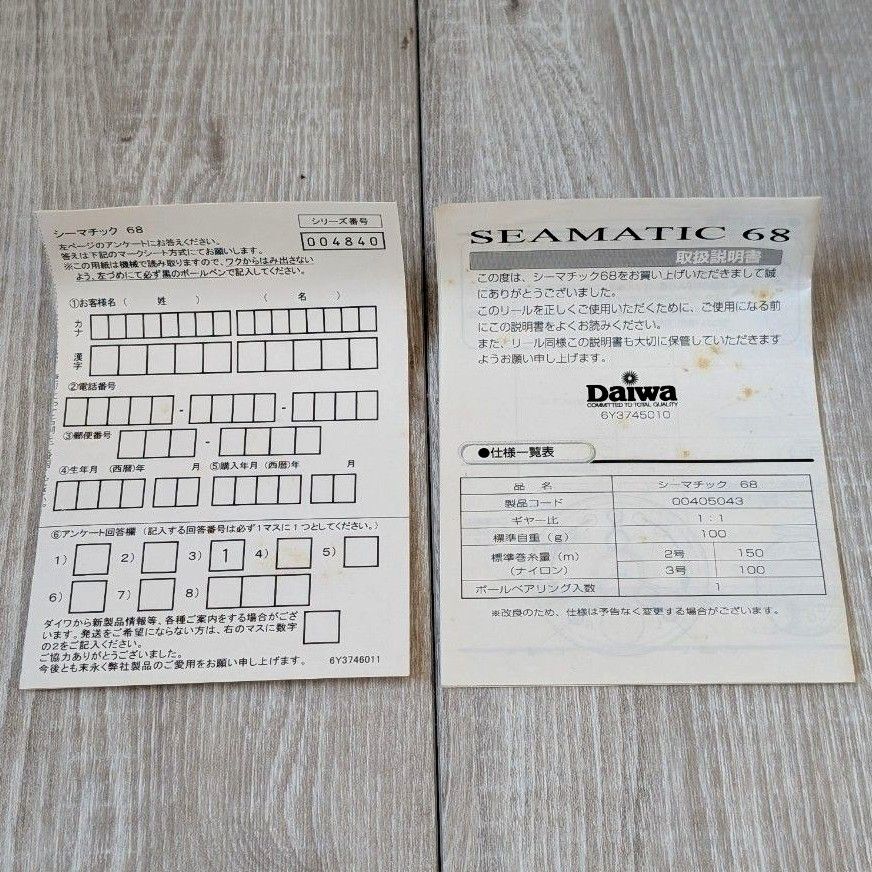 シーマチック 68
シリーズ番号
左ページのアンケートにお答えください。
004840
答えは下記のマークシート方式にてお願いします。
※この用紙は機械で読み取りますので、ワクからはみ出さない
よう、左づめにて必ず黒のボールペンで記入してください。
①お客様名 ( 姓 ) ( 名 )
カナ
漢字
②電話番号
- -
③郵便番号
-
④生年月 (西暦)年 月 ⑤購入年月 (西暦)年 月
⑥アンケート回答欄 (記入する回答番号は必ず1マスに1つとしてください。)
1) 2) 3) 1 4) 5)
6) 7) 8)
ダイワから新製品情報等、各種ご案内をする場合がござ
います。発送をご希望にならない方は、右のマスに数字
の2をご記入ください。
ご協力ありがとうございました。
今後とも末永く弊社製品のご愛用をお願い申し上げます。
6Y3746011
SEAMATIC 68
取扱説明書
この度は、シーマチック68をお買い上げいただきまして誠
にありがとうございました。
このリールを正しくご使用いただくために、ご使用になる前
にこの説明書をよくお読みください。
また、リール同様この説明書も大切に保管していただきます
ようお願い申し上げます。
Daiwa
COMMITTED TO TOTAL QUALITY
6Y3745010
●仕様一覧表
品 名 シーマチック 68
製品コード 00405043
ギヤー比 1:1
標準自重(g) 100
標準巻糸量(m) 2号 150
(ナイロン) 3号 100
ボールベアリング入数 1
※改良のため、仕様は予告なく変更する場合がございます。